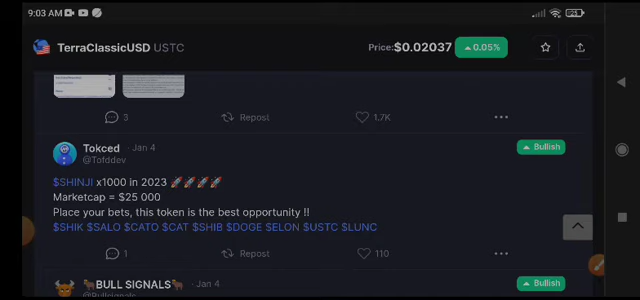 9:03 AM
25
TerraClassicUSD USTC
Price:$0.02037
0.05%
3
Repost
1.7K
Tokced · Jan 4
Bullish
@Tofddev
$SHINJI x1000 in 2023 🚀🚀🚀🚀
Marketcap = $25 000
Place your bets, this token is the best opportunity !!
$SHIK $SALO $CATO $CAT $SHIB $DOGE $ELON $USTC $LUNC
1
Repost
110
🐂BULL SIGNALS🐂 · Jan 4
Bullish
@Bullsignals